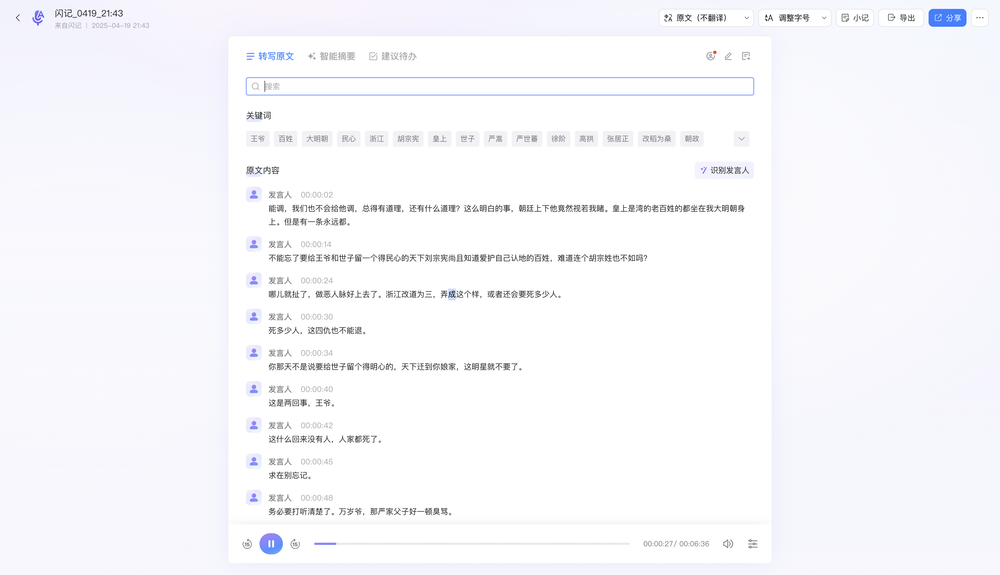 闪记_0419_21:43
来自闪记 | 2025-04-19 21:43
原文（不翻译）
调整字号
小记
导出
分享
转写原文
智能摘要
建议待办
搜索
关键词
王爷 百姓 大明朝 民心 浙江 胡宗宪 皇上 世子 严嵩 严世蕃 徐阶 高拱 张居正 改稻为桑 朝政
原文内容
识别发言人
发言人 00:00:02
能调，我们也不会给他调，总得有道理，还有什么道理？这么明白的事，朝廷上下他竟然视若我睹。皇上是湾的老百姓的都坐在我大明朝身
上。但是有一条永远都。
发言人 00:00:14
不能忘了要给王爷和世子留一个得民心的天下刘宗宪尚且知道爱护自己认地的百姓，难道连个胡宗姓也不如吗？
发言人 00:00:24
哪儿就扯了，做恶人脉好上去了。浙江改道为三，弄成这个样，或者还会要死多少人。
发言人 00:00:30
死多少人，这四仇也不能退。
发言人 00:00:34
你那天不是说要给世子留个得明心的，天下迁到你娘家，这明星就不要了。
发言人 00:00:40
这是两回事，王爷。
发言人 00:00:42
这什么回来没有人，人家都死了。
发言人 00:00:45
求在别忘记。
发言人 00:00:48
务必要打听清楚了。万岁爷，那严家父子好一顿臭骂。
15
15
00:00:27/ 00:06:36